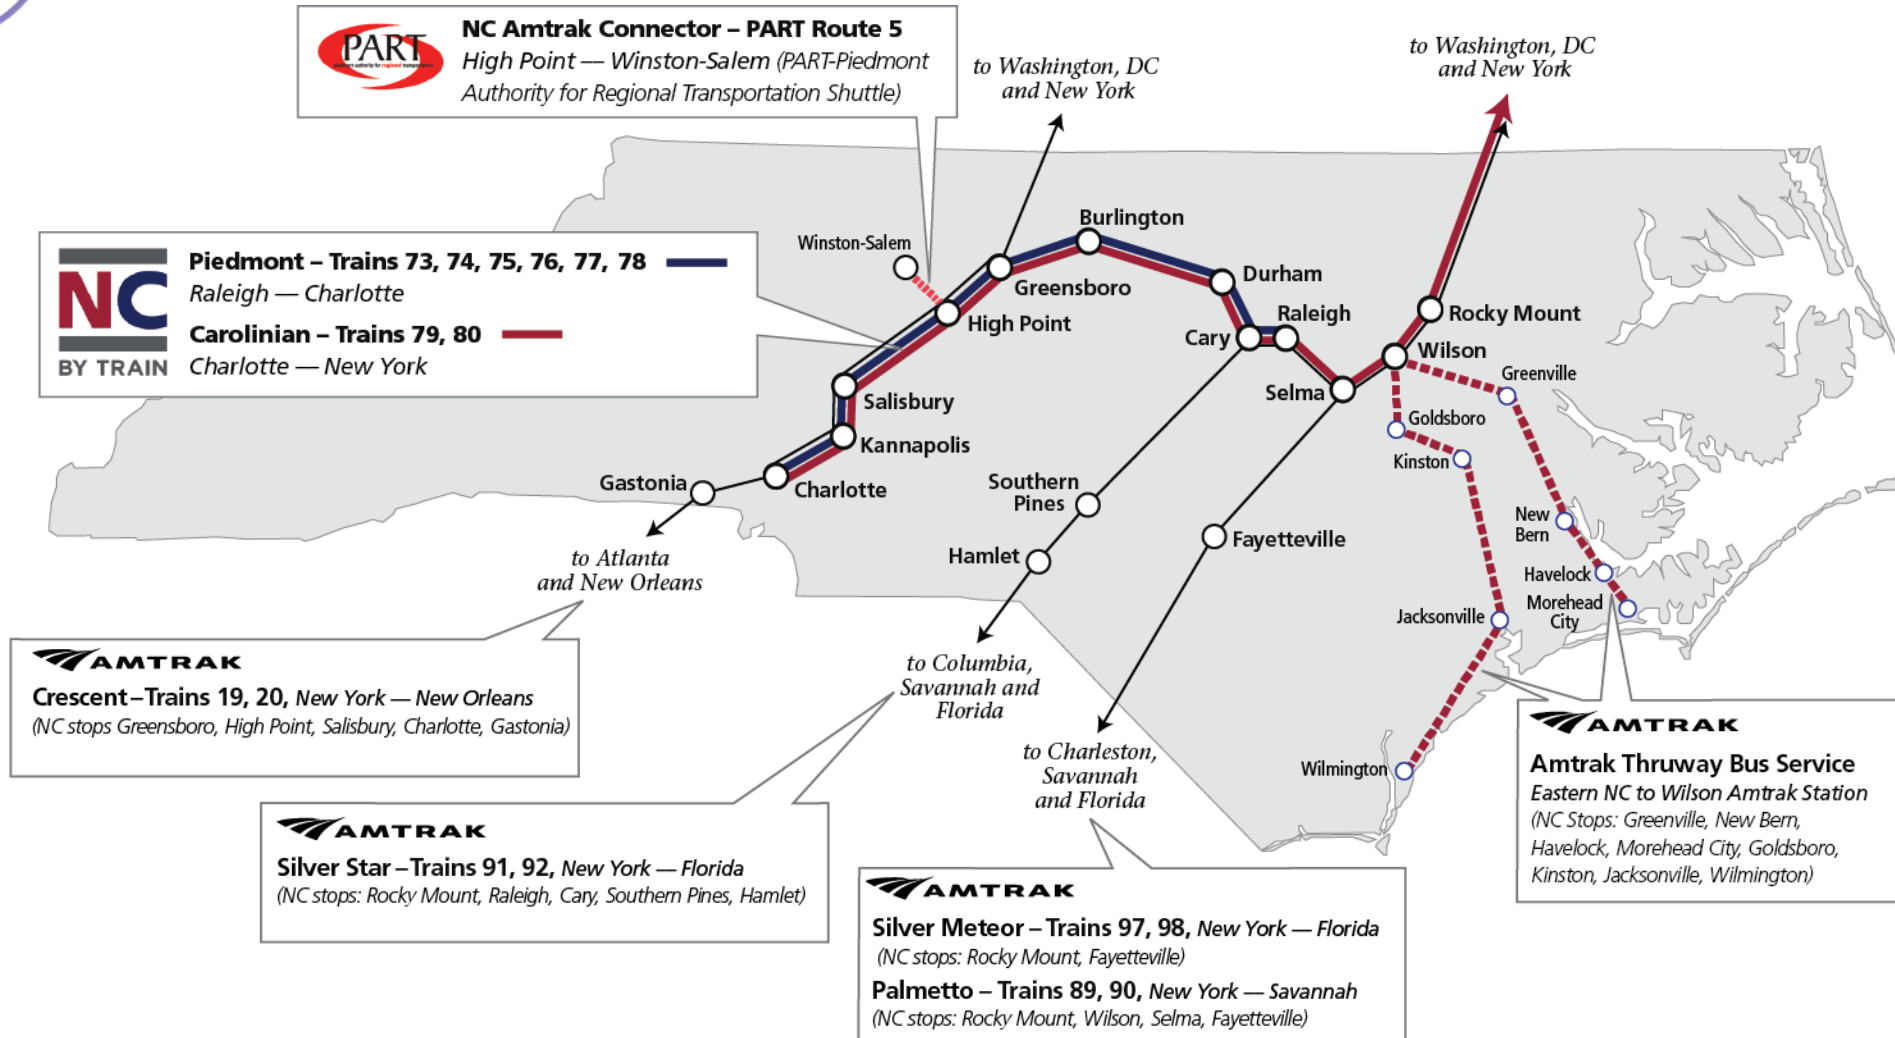 PART
NC Amtrak Connector – PART Route 5
High Point — Winston-Salem (PART-Piedmont
Authority for Regional Transportation Shuttle)
to Washington, DC
and New York
to Washington, DC
and New York
NC
BY TRAIN
Piedmont – Trains 73, 74, 75, 76, 77, 78
Raleigh — Charlotte
Carolinian – Trains 79, 80
Charlotte — New York
Winston-Salem
Burlington
Greensboro
High Point
Durham
Raleigh
Cary
Rocky Mount
Wilson
Selma
Greenville
Goldsboro
Kinston
Salisbury
Kannapolis
Charlotte
Gastonia
Southern
Pines
Hamlet
Fayetteville
New
Bern
Havelock
Morehead
City
Jacksonville
Wilmington
to Atlanta
and New Orleans
to Columbia,
Savannah and
Florida
to Charleston,
Savannah
and Florida
AMTRAK
Crescent – Trains 19, 20, New York — New Orleans
(NC stops Greensboro, High Point, Salisbury, Charlotte, Gastonia)
AMTRAK
Silver Star – Trains 91, 92, New York — Florida
(NC stops: Rocky Mount, Raleigh, Cary, Southern Pines, Hamlet)
AMTRAK
Silver Meteor – Trains 97, 98, New York — Florida
(NC stops: Rocky Mount, Fayetteville)
Palmetto – Trains 89, 90, New York — Savannah
(NC stops: Rocky Mount, Wilson, Selma, Fayetteville)
AMTRAK
Amtrak Thruway Bus Service
Eastern NC to Wilson Amtrak Station
(NC Stops: Greenville, New Bern,
Havelock, Morehead City, Goldsboro,
Kinston, Jacksonville, Wilmington)